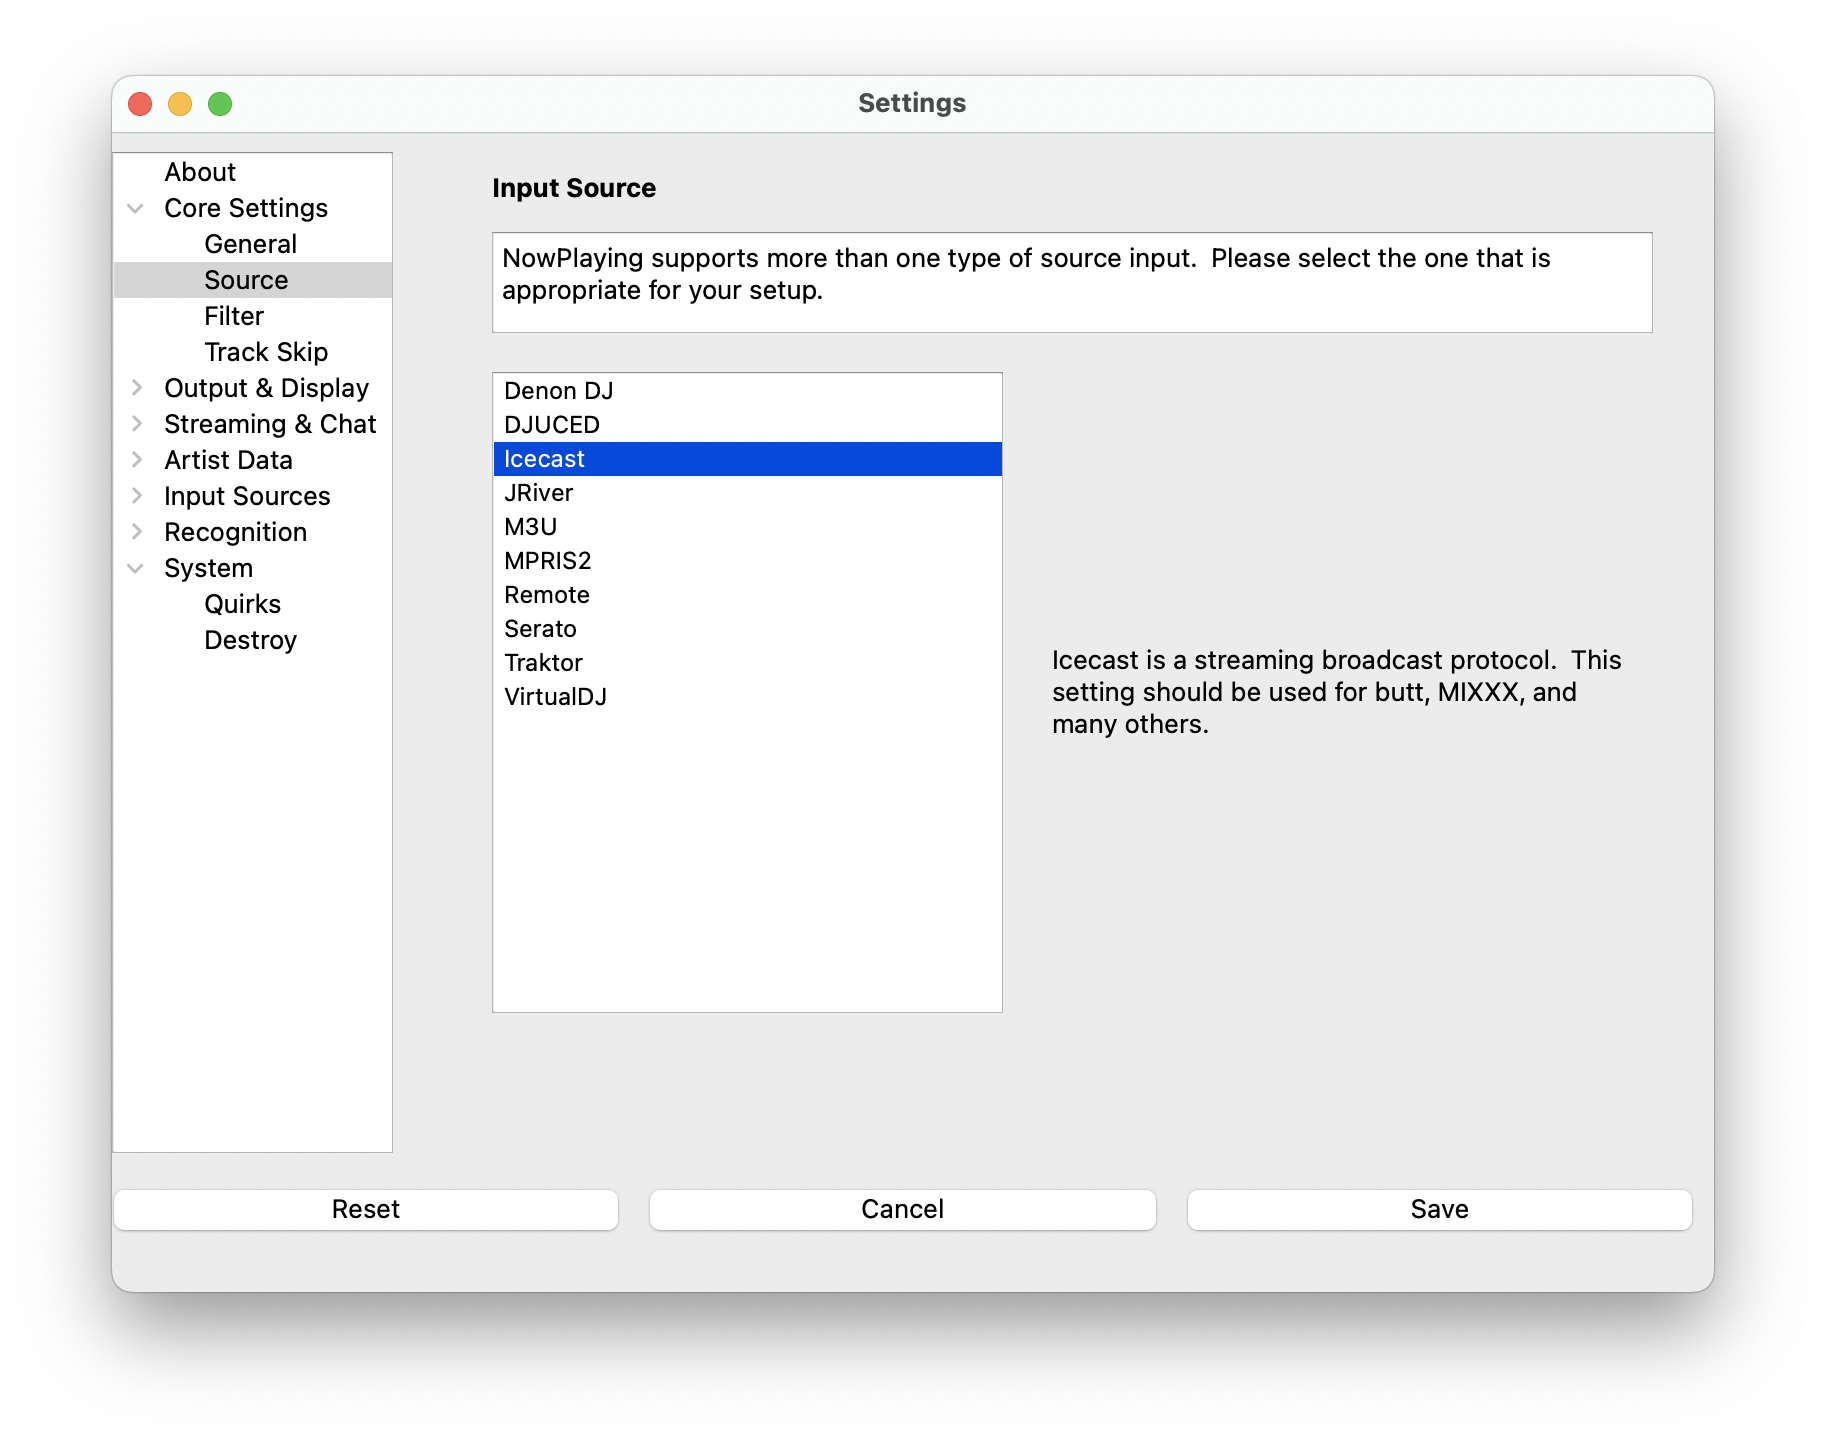 Settings
About
Core Settings
General
Source
Filter
Track Skip
Output & Display
Streaming & Chat
Artist Data
Input Sources
Recognition
System
Quirks
Destroy
Input Source
NowPlaying supports more than one type of source input.  Please select the one that is
appropriate for your setup.
Denon DJ
DJUCED
Icecast
JRiver
M3U
MPRIS2
Remote
Serato
Traktor
VirtualDJ
Icecast is a streaming broadcast protocol.  This
setting should be used for butt, MIXXX, and
many others.
Reset
Cancel
Save